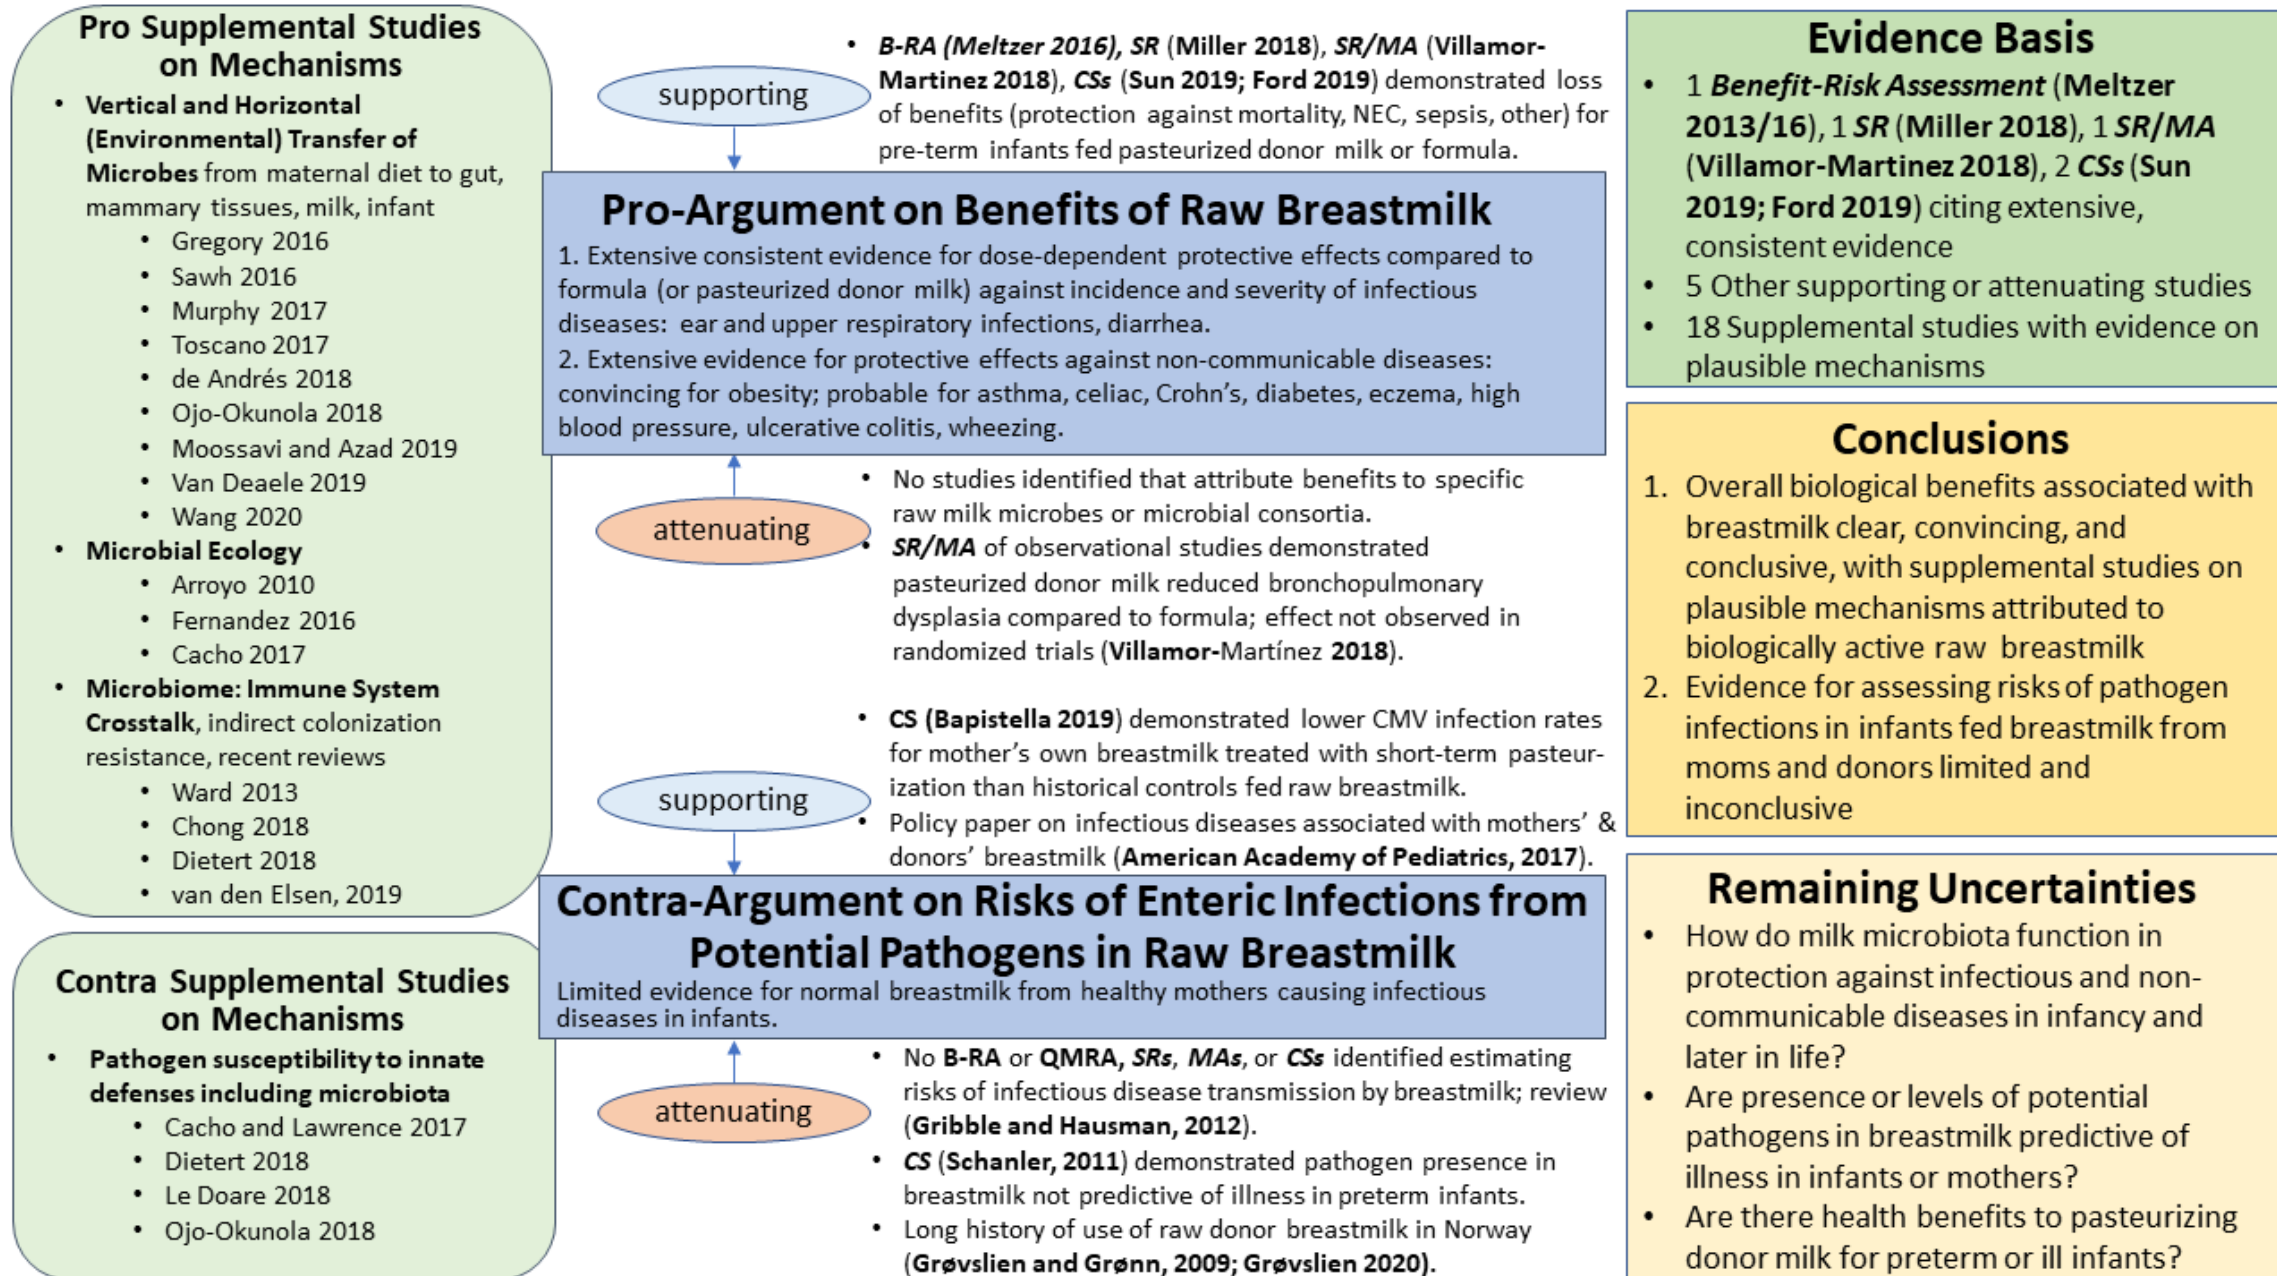 Pro Supplemental Studies
on Mechanisms
• Vertical and Horizontal
(Environmental) Transfer of
Microbes from maternal diet to gut,
mammary tissues, milk, infant
• Gregory 2016
• Sawh 2016
• Murphy 2017
• Toscano 2017
• de Andrés 2018
• Ojo-Okunola 2018
• Moossavi and Azad 2019
• Van Deaele 2019
• Wang 2020
• Microbial Ecology
• Arroyo 2010
• Fernandez 2016
• Cacho 2017
• Microbiome: Immune System
Crosstalk, indirect colonization
resistance, recent reviews
• Ward 2013
• Chong 2018
• Dietert 2018
• van den Elsen, 2019
Contra Supplemental Studies
on Mechanisms
• Pathogen susceptibility to innate
defenses including microbiota
• Cacho and Lawrence 2017
• Dietert 2018
• Le Doare 2018
• Ojo-Okunola 2018
supporting
• B-RA (Meltzer 2016), SR (Miller 2018), SR/MA (Villamor-
Martinez 2018), CSs (Sun 2019; Ford 2019) demonstrated loss
of benefits (protection against mortality, NEC, sepsis, other) for
pre-term infants fed pasteurized donor milk or formula.
Pro-Argument on Benefits of Raw Breastmilk
1. Extensive consistent evidence for dose-dependent protective effects compared to
formula (or pasteurized donor milk) against incidence and severity of infectious
diseases: ear and upper respiratory infections, diarrhea.
2. Extensive evidence for protective effects against non-communicable diseases:
convincing for obesity; probable for asthma, celiac, Crohn's, diabetes, eczema, high
blood pressure, ulcerative colitis, wheezing.
attenuating
• No studies identified that attribute benefits to specific
raw milk microbes or microbial consortia.
• SR/MA of observational studies demonstrated
pasteurized donor milk reduced bronchopulmonary
dysplasia compared to formula; effect not observed in
randomized trials (Villamor-Martínez 2018).
supporting
• CS (Bapistella 2019) demonstrated lower CMV infection rates
for mother's own breastmilk treated with short-term pasteur-
ization than historical controls fed raw breastmilk.
• Policy paper on infectious diseases associated with mothers' &
donors' breastmilk (American Academy of Pediatrics, 2017).
Contra-Argument on Risks of Enteric Infections from
Potential Pathogens in Raw Breastmilk
Limited evidence for normal breastmilk from healthy mothers causing infectious
diseases in infants.
attenuating
• No B-RA or QMRA, SRs, MAs, or CSs identified estimating
risks of infectious disease transmission by breastmilk; review
(Gribble and Hausman, 2012).
• CS (Schanler, 2011) demonstrated pathogen presence in
breastmilk not predictive of illness in preterm infants.
• Long history of use of raw donor breastmilk in Norway
(Grøvslien and Grønn, 2009; Grøvslien 2020).
Evidence Basis
• 1 Benefit-Risk Assessment (Meltzer
2013/16), 1 SR (Miller 2018), 1 SR/MA
(Villamor-Martinez 2018), 2 CSs (Sun
2019; Ford 2019) citing extensive,
consistent evidence
• 5 Other supporting or attenuating studies
• 18 Supplemental studies with evidence on
plausible mechanisms
Conclusions
1. Overall biological benefits associated with
breastmilk clear, convincing, and
conclusive, with supplemental studies on
plausible mechanisms attributed to
biologically active raw breastmilk
2. Evidence for assessing risks of pathogen
infections in infants fed breastmilk from
moms and donors limited and
inconclusive
Remaining Uncertainties
• How do milk microbiota function in
protection against infectious and non-
communicable diseases in infancy and
later in life?
• Are presence or levels of potential
pathogens in breastmilk predictive of
illness in infants or mothers?
• Are there health benefits to pasteurizing
donor milk for preterm or ill infants?